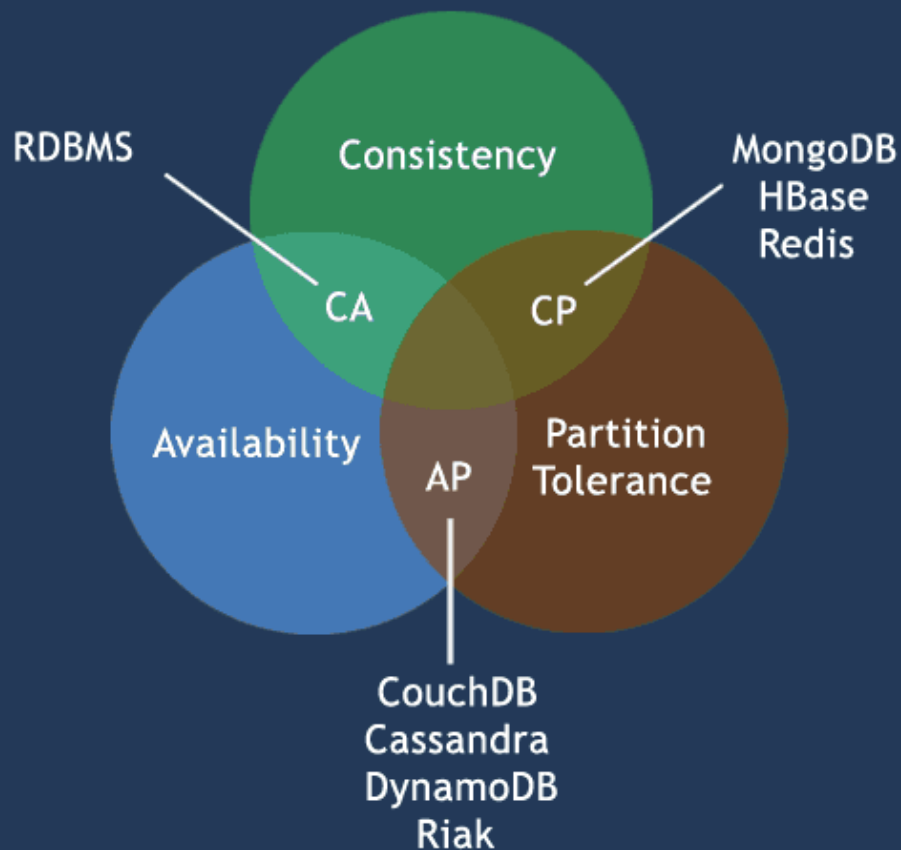 Consistency
RDBMS
MongoDB
HBase
Redis
CA
CP
Availability
Partition
Tolerance
AP
CouchDB
Cassandra
DynamoDB
Riak